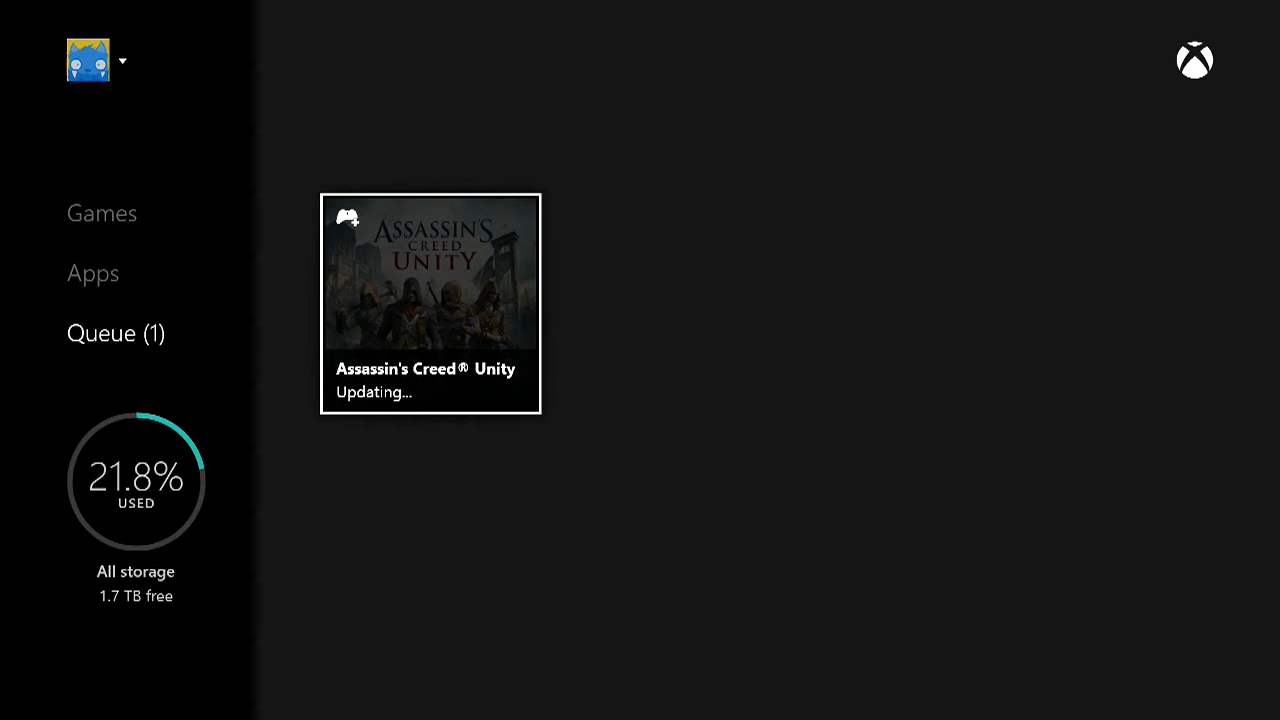 Games
Apps
Queue (1)
ASSASSIN'S
CREED
UNITY
Assassin's Creed® Unity
Updating...
21.8%
USED
All storage
1.7 TB free